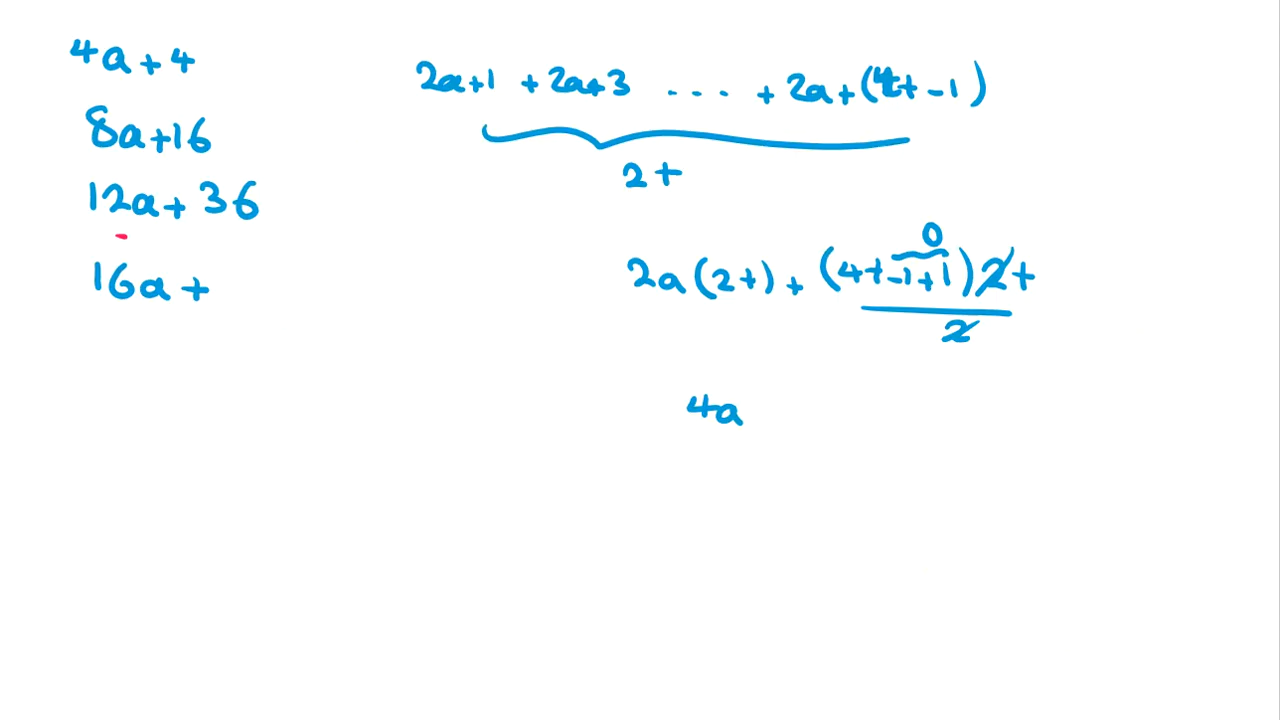 4a+4
8a+16
12a+36
16a+
2a+1 +2a+3 .... +2a+(4t-1)
2t
0
2a(2t)+(4t-1+1)2t
2
4a